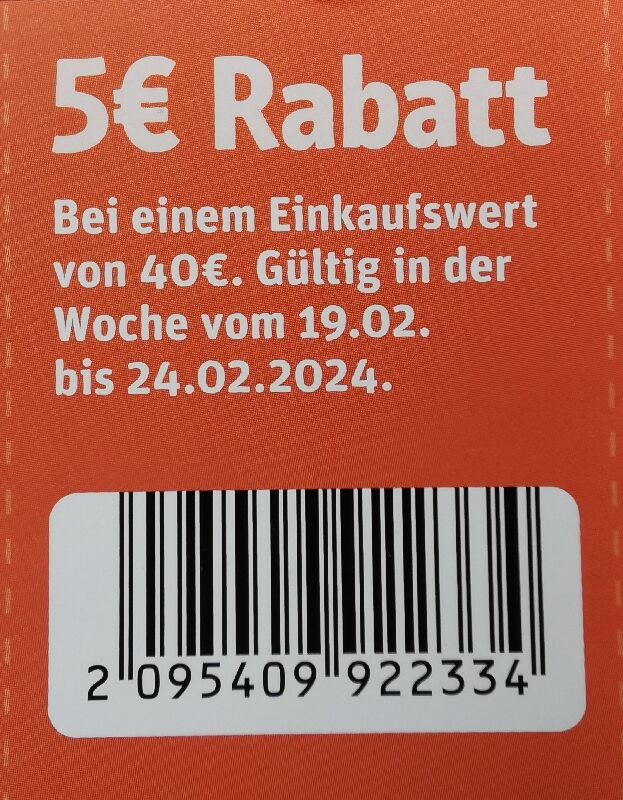 5€ Rabatt
Bei einem Einkaufswert
von 40€. Gültig in der
Woche vom 19.02.
bis 24.02.2024.
2 095409 922334